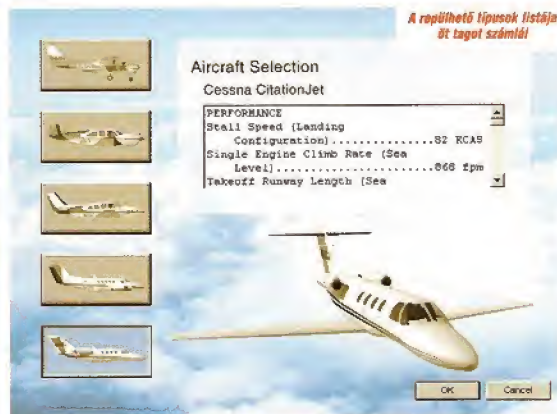 A repülhető típusok listája
öt tagot számlál
Aircraft Selection
Cessna CitationJet
PERFORMANCE
Stall Speed (Landing
Configuration)...............82 KCAS
Single Engine Climb Rate (Sea
Level).......................868 fpm
Takeoff Runway Length (Sea
OK
Cancel